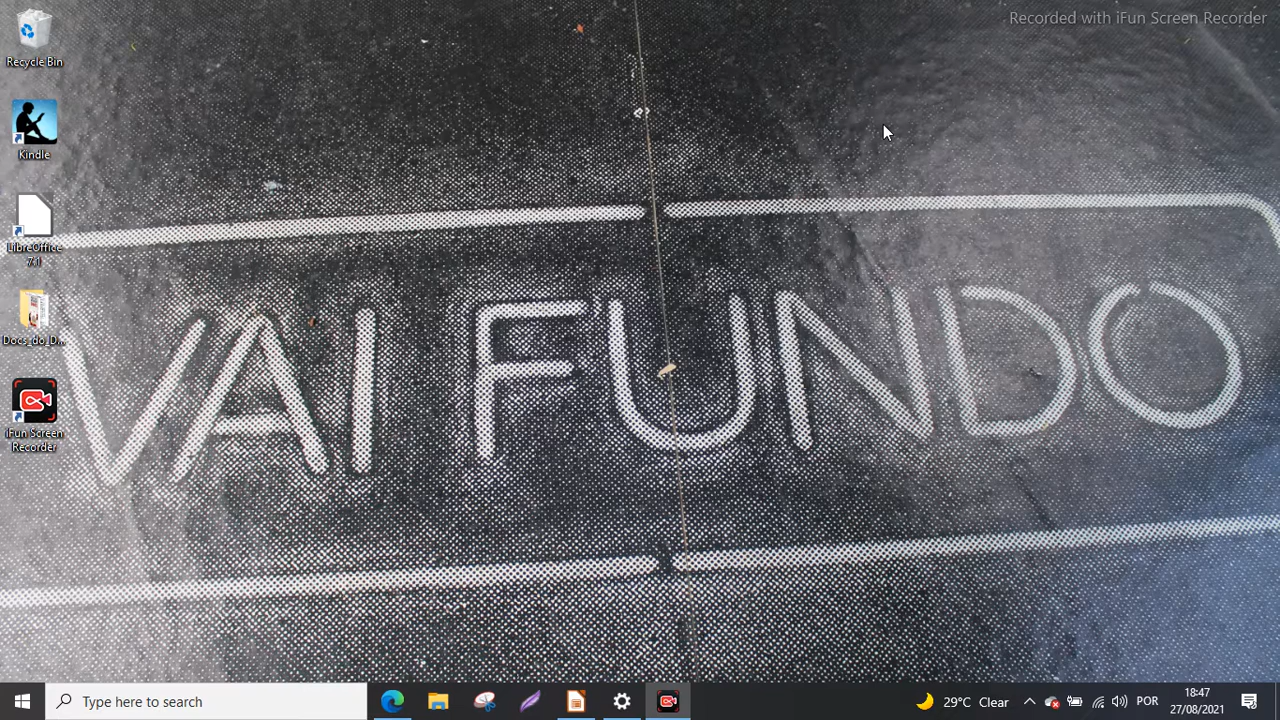 Recorded with iFun Screen Recorder
Recycle Bin
Kindle
LibreOffice
7.1
Docs_do_D...
iFun Screen
Recorder
VAI FUNDO
Type here to search
29°C Clear
POR
18:47
27/08/2021